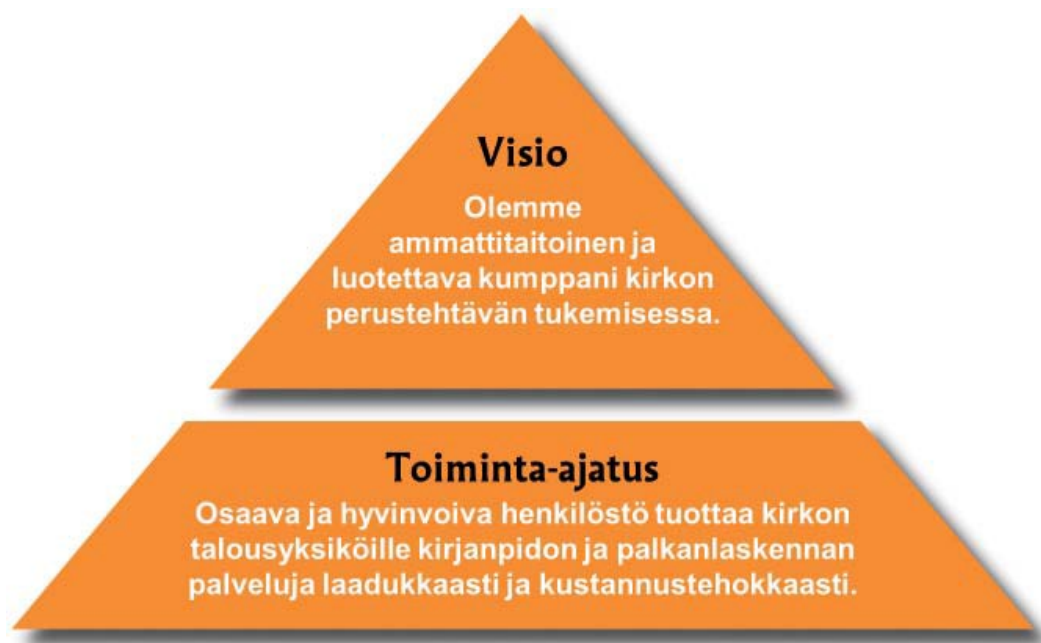 Visio
Olemme
ammattitaitoinen ja
luotettava kumppani kirkon
perustehtävän tukemisessa.
Toiminta-ajatus
Osaava ja hyvinvoiva henkilöstö tuottaa kirkon
talousyksiköille kirjanpidon ja palkanlaskennan
palveluja laadukkaasti ja kustannustehokkaasti.